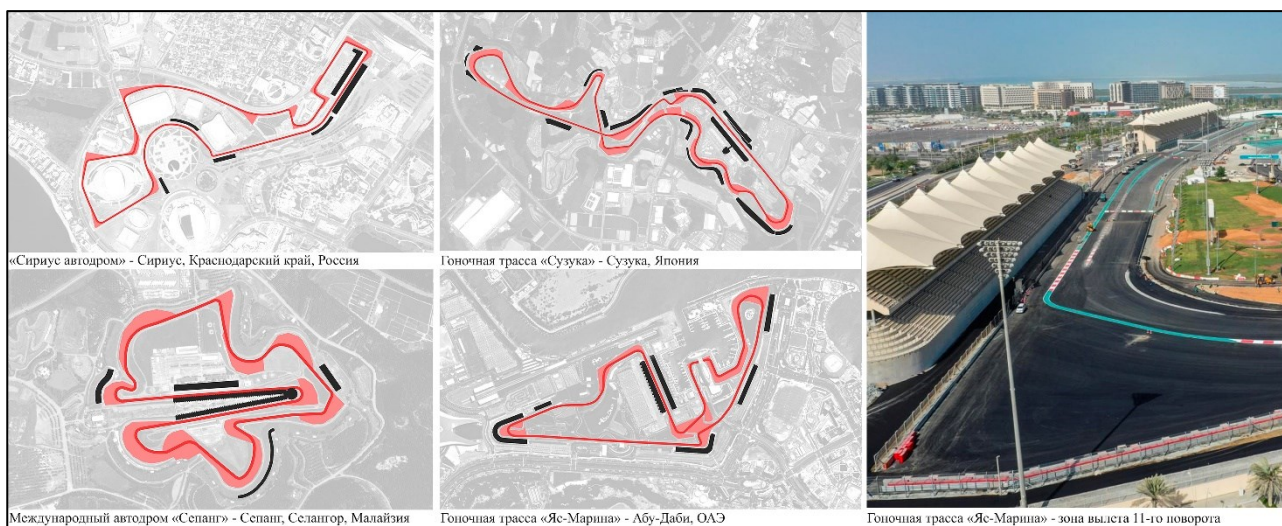 «Сириус автодром» - Сириус, Краснодарский край, Россия
Гоночная трасса «Сузука» - Сузука, Япония
Международный автодром «Сепанг» - Сепанг, Селангор, Малайзия
Гоночная трасса «Яс-Марина» - Абу-Даби, ОАЭ
Гоночная трасса «Яс-Марина» - зона вылета 11-го поворота